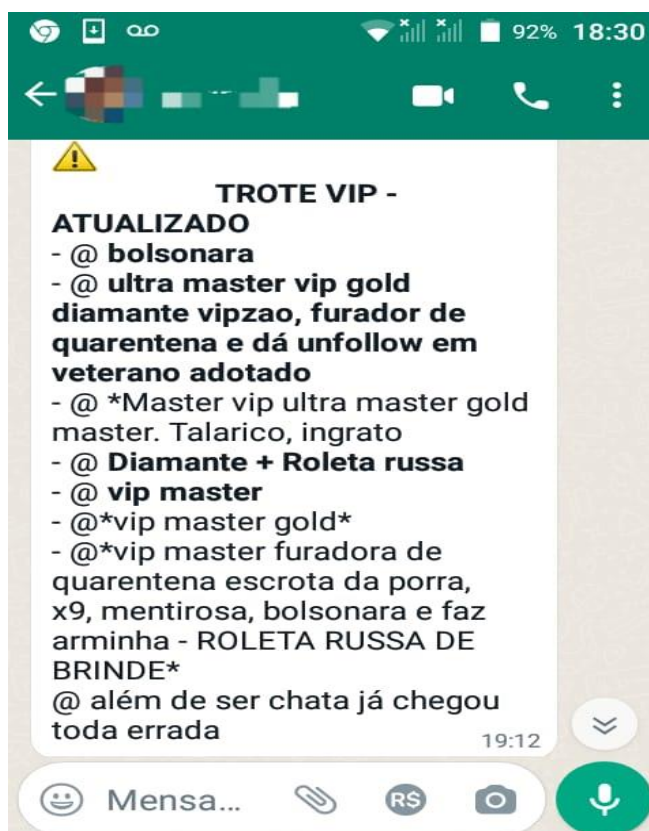 92% 18:30
TROTE VIP -
ATUALIZADO
- @ bolsonara
- @ ultra master vip gold
diamante vipzao, furador de
quarentena e dá unfollow em
veterano adotado
- @ *Master vip ultra master gold
master. Talarico, ingrato
- @ Diamante + Roleta russa
- @ vip master
- @*vip master gold*
- @*vip master furadora de
quarentena escrota da porra,
x9, mentirosa, bolsonara e faz
arminha - ROLETA RUSSA DE
BRINDE*
@ além de ser chata já chegou
toda errada
19:12
Mensa...
R$